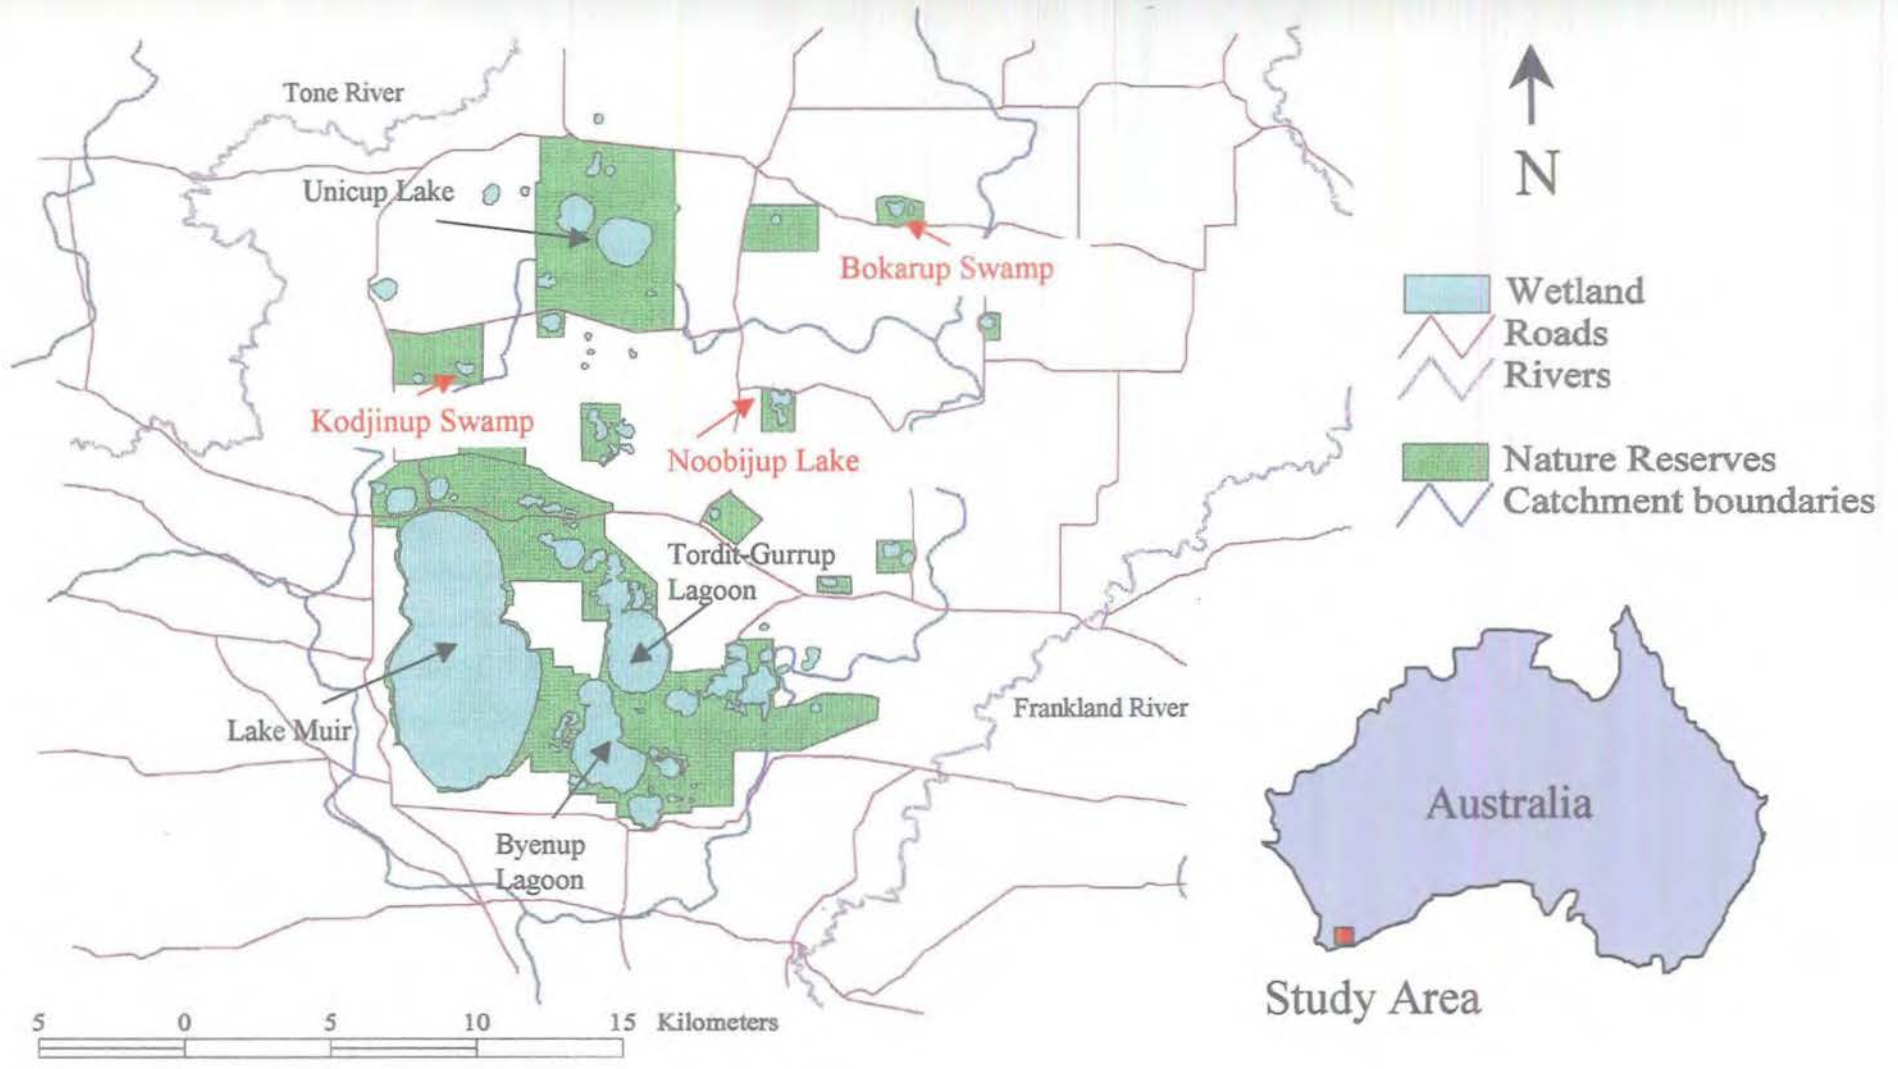 Tone River
Unicup Lake
Bokarup Swamp
Kodjinup Swamp
Noobijup Lake
Tordit-Gurrup
Lagoon
Lake Muir
Frankland River
Byenup
Lagoon
5 0 5 10 15 Kilometers
N
Wetland
Roads
Rivers
Nature Reserves
Catchment boundaries
Australia
Study Area